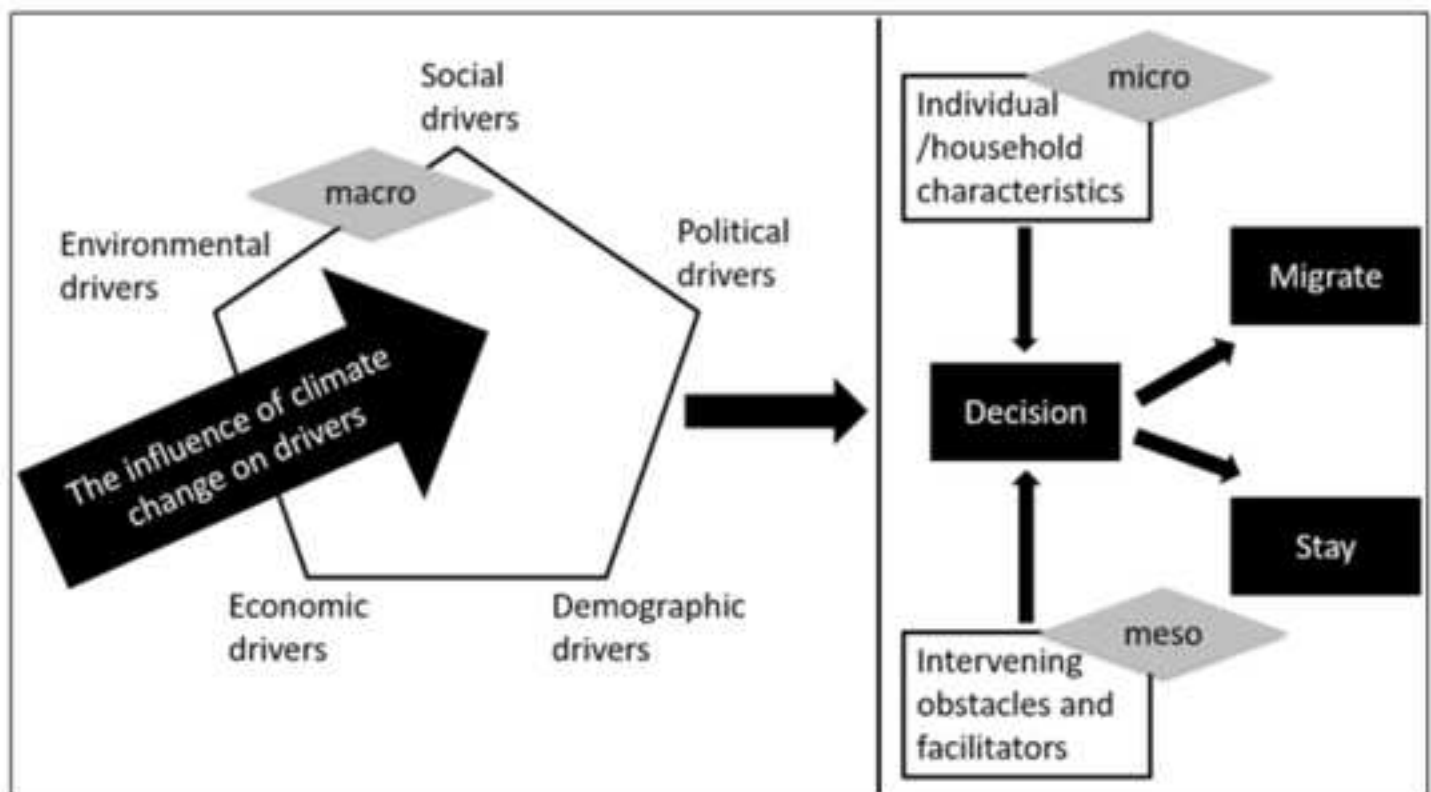 Social
drivers
macro
Environmental
drivers
Political
drivers
The influence of climate
change on drivers
Economic
drivers
Demographic
drivers
micro
Individual
/household
characteristics
Migrate
Decision
Stay
meso
Intervening
obstacles and
facilitators